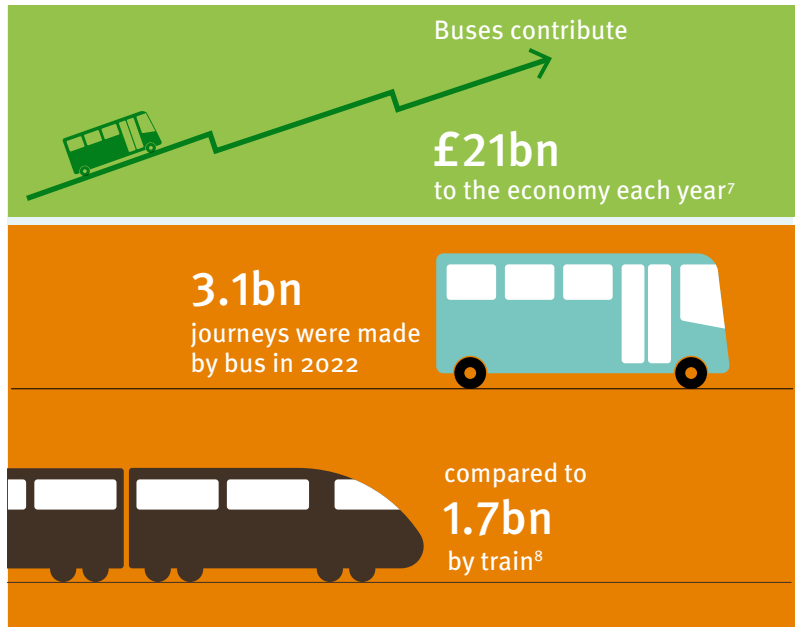 Buses contribute
£21bn
to the economy each year⁷
3.1bn
journeys were made
by bus in 2022
compared to
1.7bn
by train⁸